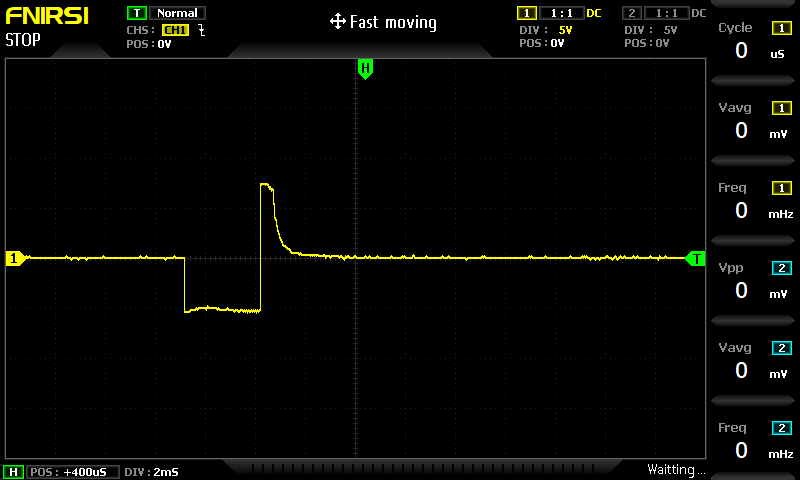 FNIRSI
STOP
T Normal
CHS: CH1
POS: 0V
Fast moving
1 1:1 DC
DIV: 5V
POS: 0V
2 1:1 DC
DIV: 5V
POS: 0V
H
1
T
Cycle 1
0 uS
Vavg 1
0 mV
Freq 1
0 mHz
Vpp 2
0 mV
Vavg 2
0 mV
Freq 2
0 mHz
H POS: +400uS DIV: 2mS
Waitting...